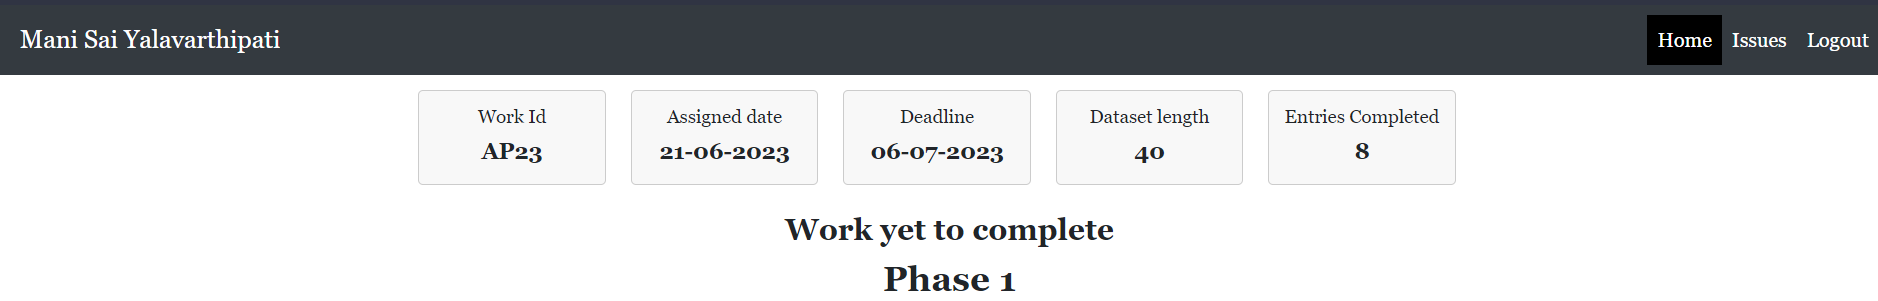 Mani Sai Yalavarthipati Home Issues Logout
Work Id Assigned date Deadline Dataset length Entries Completed
AP23 21-06-2023 06-07-2023 40 8
Work yet to complete
Phase 1